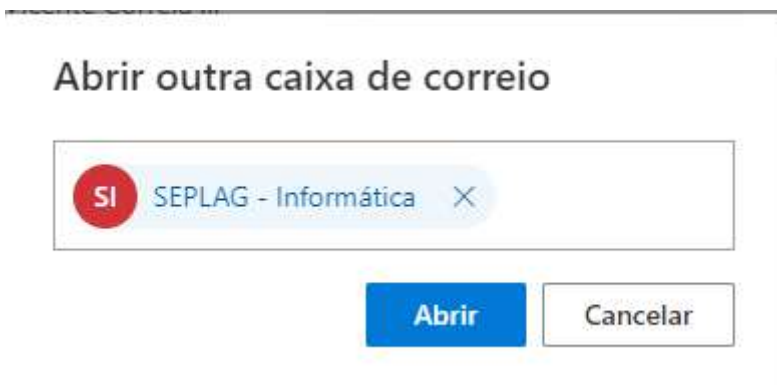 Abrir outra caixa de correio
SI SEPLAG - Informática
Abrir Cancelar